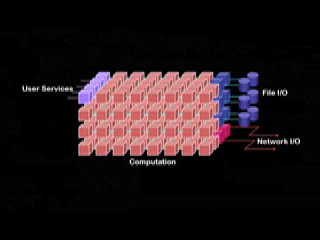 User Services
File I/O
Network I/O
Computation